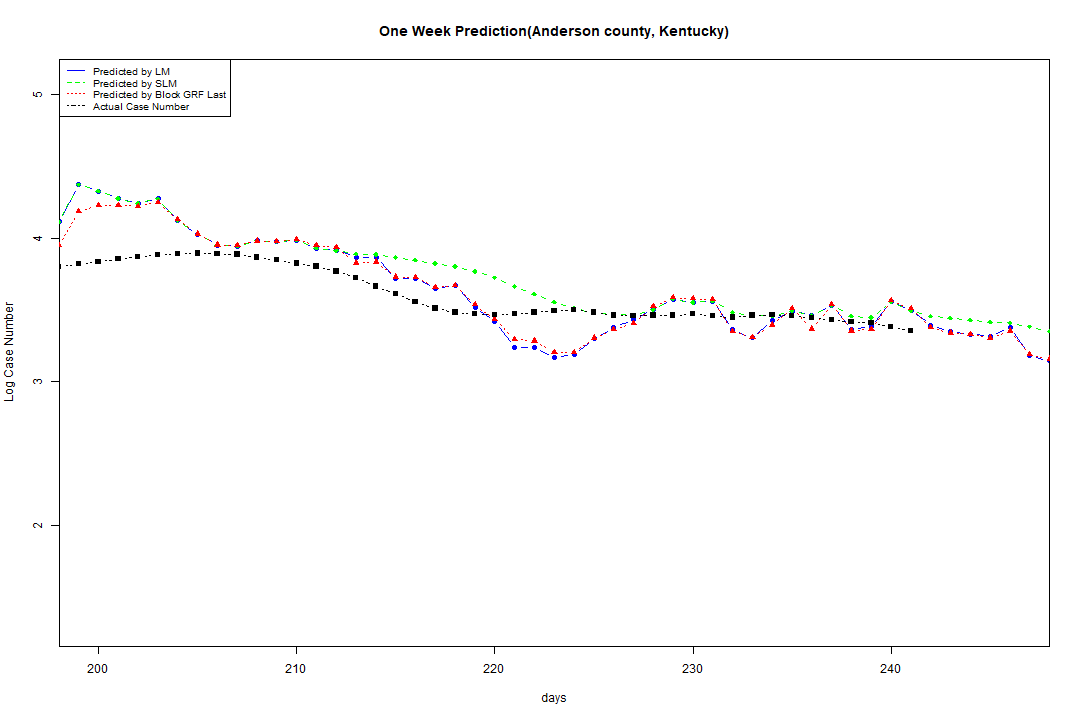 One Week Prediction(Anderson county, Kentucky)
Predicted by LM
Predicted by SLM
Predicted by Block GRF Last
Actual Case Number
5
4
3
2
Log Case Number
200 210 220 230 240
days